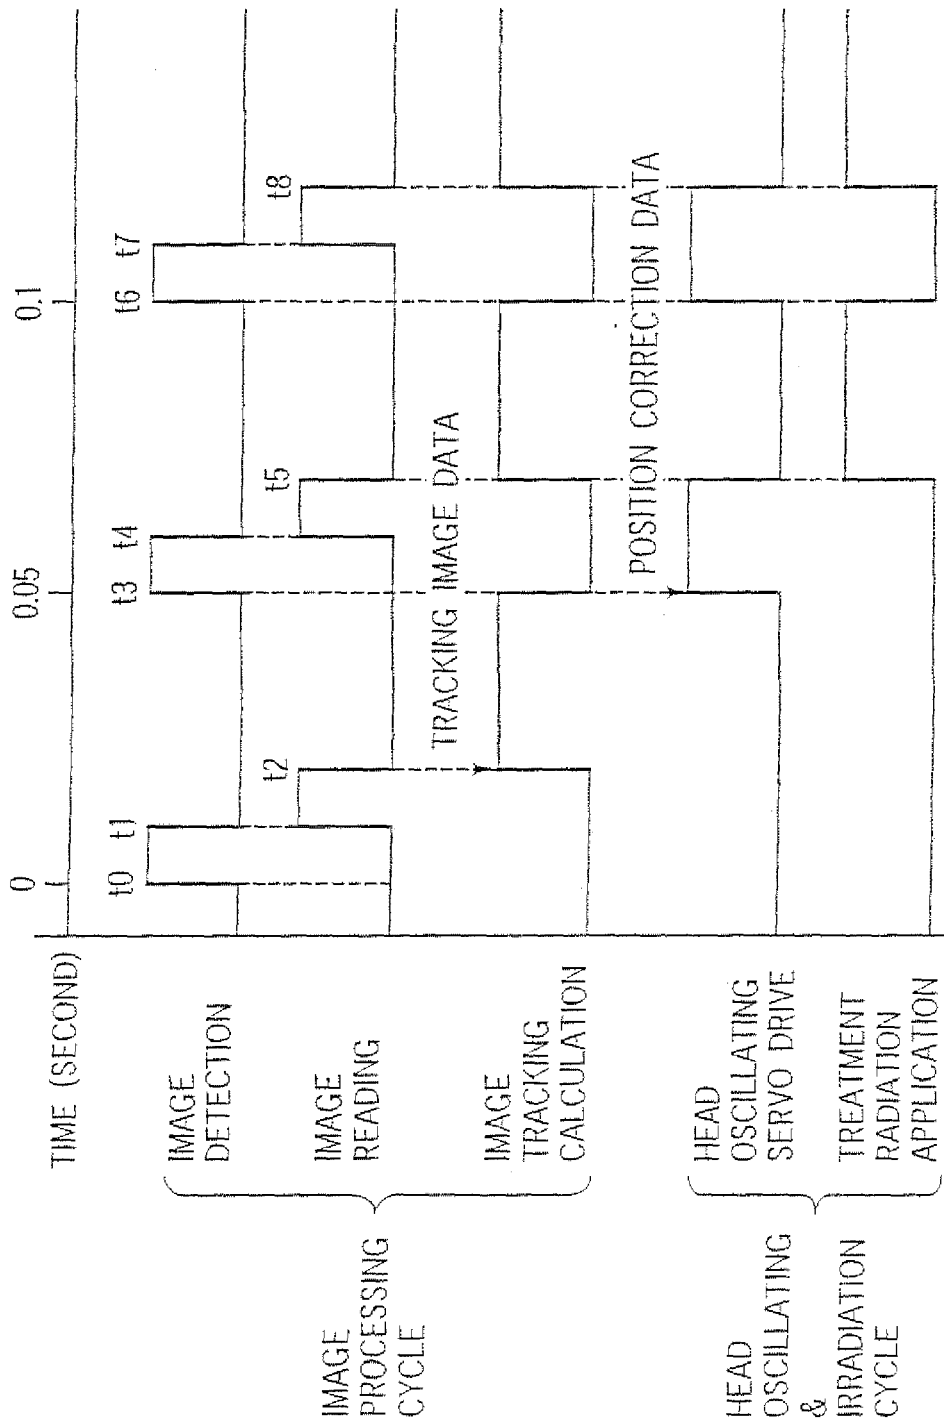 TIME (SECOND)
0
0.05
0.1
t0
t1
t3
t4
t6
t7
t2
t5
t8
IMAGE
PROCESSING
CYCLE
IMAGE
DETECTION
IMAGE
READING
TRACKING IMAGE DATA
IMAGE
TRACKING
CALCULATION
POSITION CORRECTION DATA
HEAD
OSCILLATING
&
IRRADIATION
CYCLE
HEAD
OSCILLATING
SERVO DRIVE
TREATMENT
RADIATION
APPLICATION